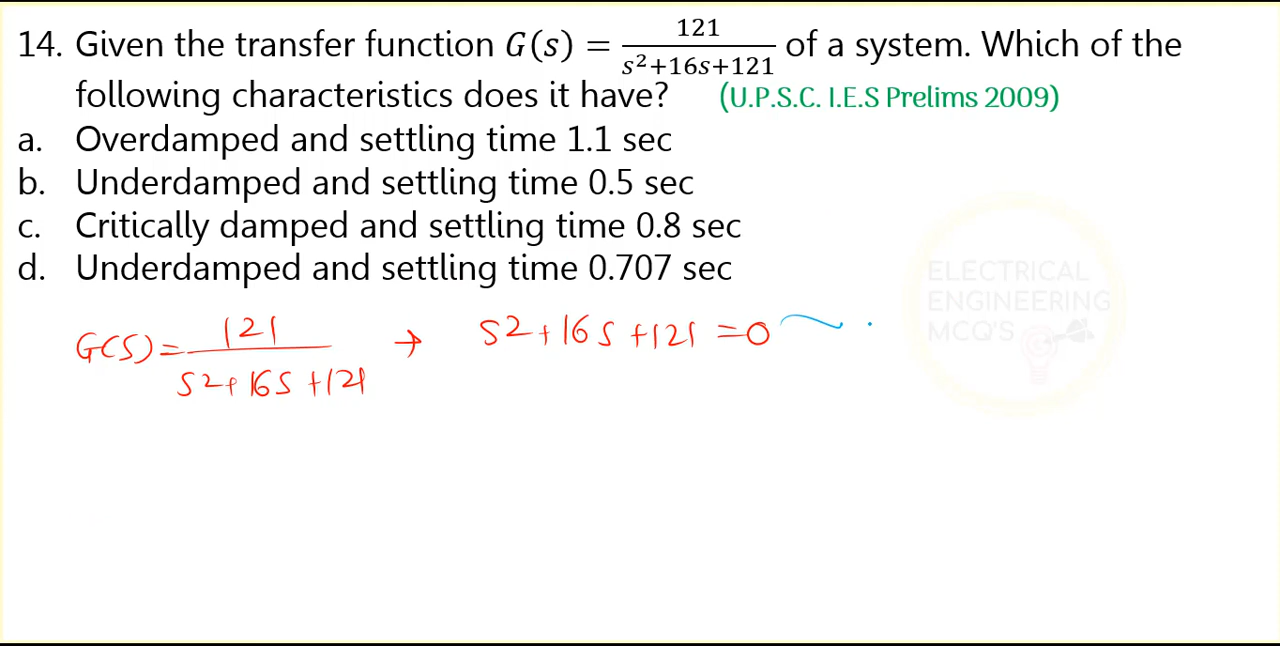 14. Given the transfer function G(s) = 121/(s²+16s+121) of a system. Which of the
following characteristics does it have? (U.P.S.C. I.E.S Prelims 2009)
a. Overdamped and settling time 1.1 sec
b. Underdamped and settling time 0.5 sec
c. Critically damped and settling time 0.8 sec
d. Underdamped and settling time 0.707 sec
ELECTRICAL
ENGINEERING
MCQ'S
G(S)= 121/(S2+16S+121) → S2+16S+121=0